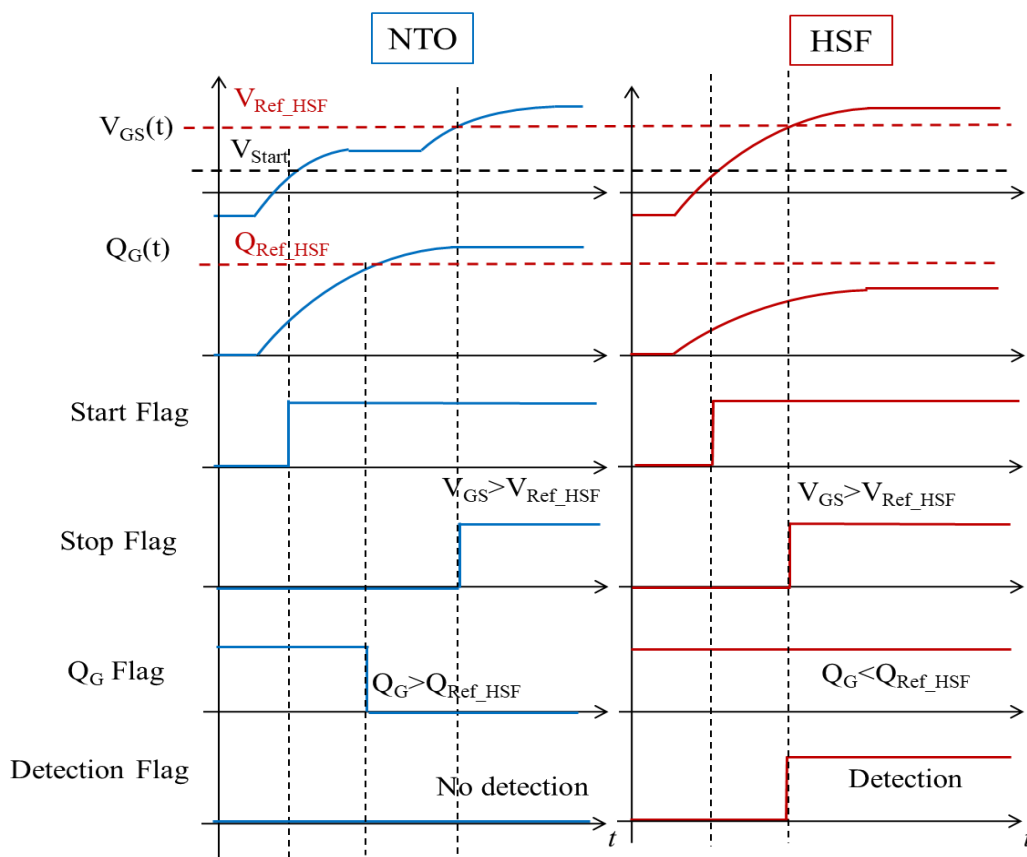 NTO
HSF
V_Ref_HSF
V_GS(t)
V_Start
Q_G(t)
Q_Ref_HSF
Start Flag
V_GS>V_Ref_HSF
V_GS>V_Ref_HSF
Stop Flag
Q_G Flag
Q_G>Q_Ref_HSF
Q_G<Q_Ref_HSF
Detection Flag
No detection
Detection
t
t